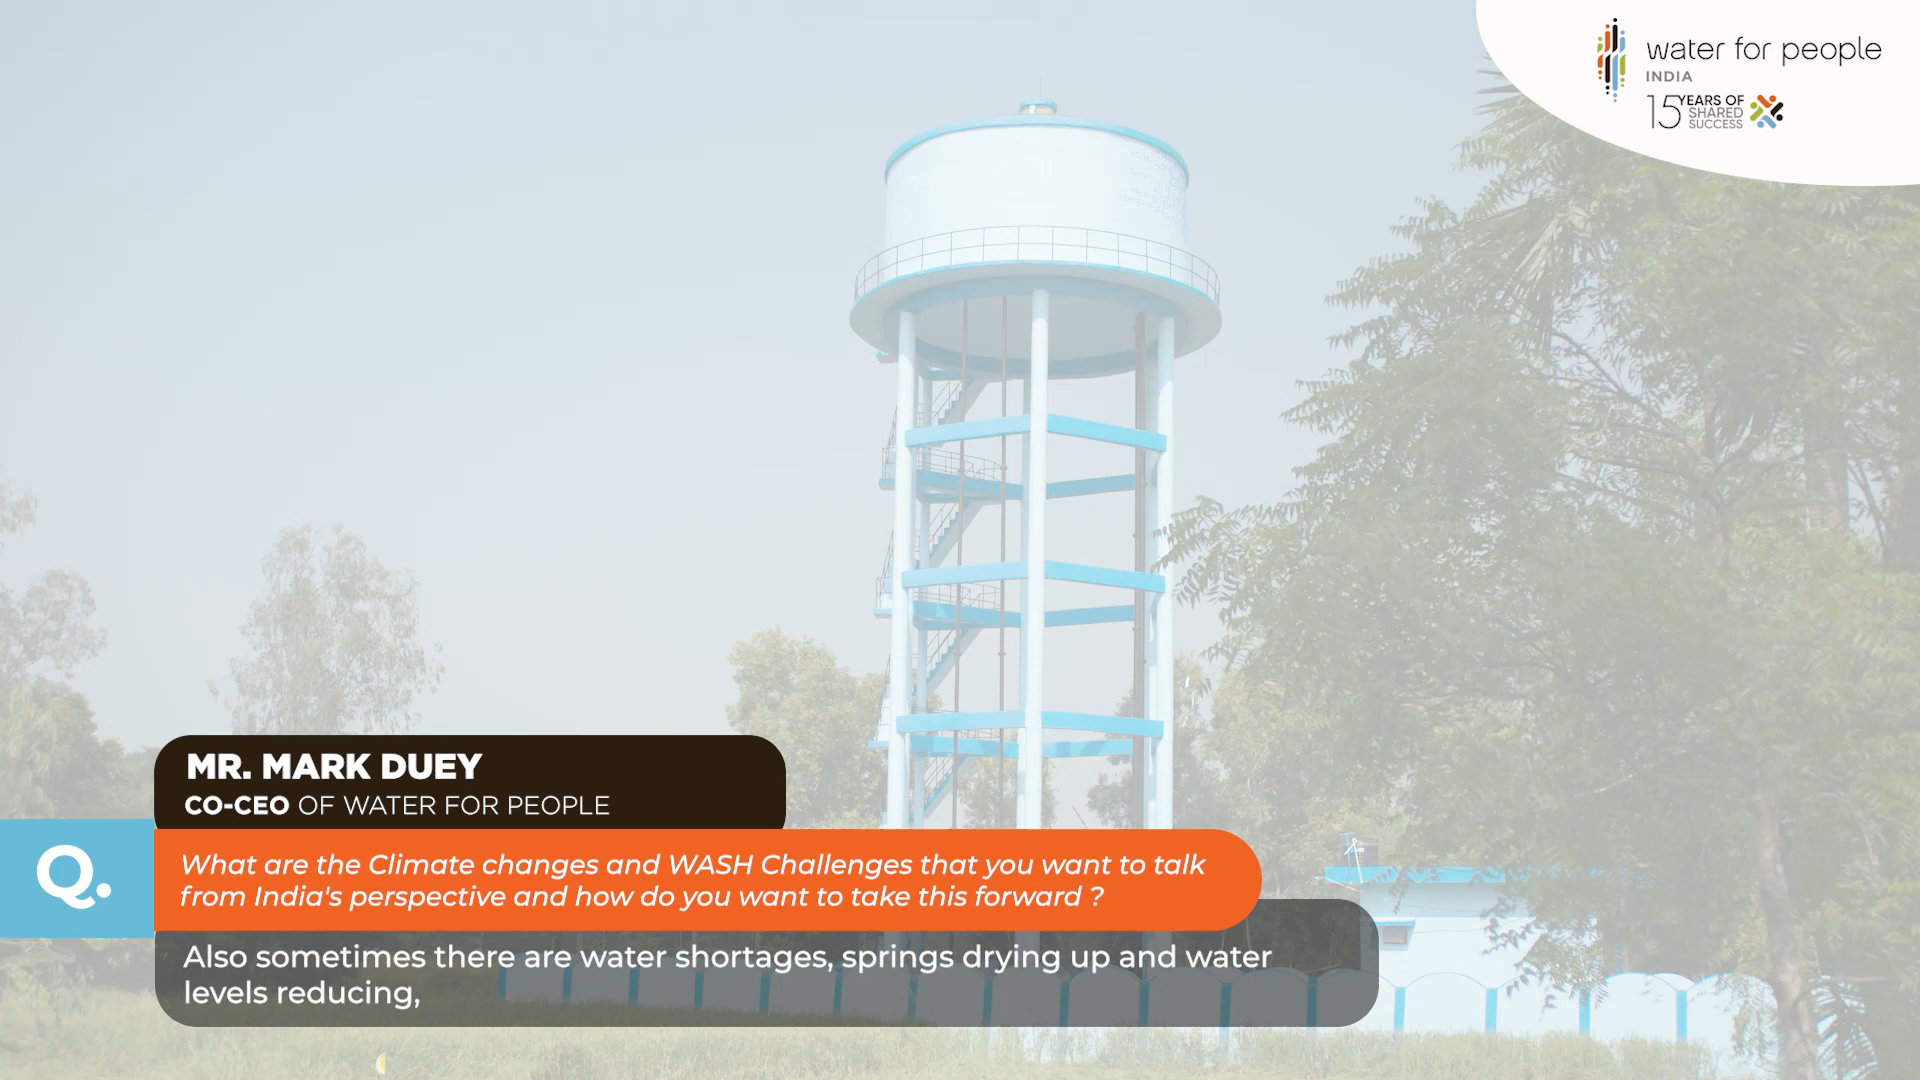 water for people
INDIA
15 YEARS OF
SHARED
SUCCESS
MR. MARK DUEY
CO-CEO OF WATER FOR PEOPLE
Q.
What are the Climate changes and WASH Challenges that you want to talk
from India's perspective and how do you want to take this forward ?
Also sometimes there are water shortages, springs drying up and water
levels reducing,